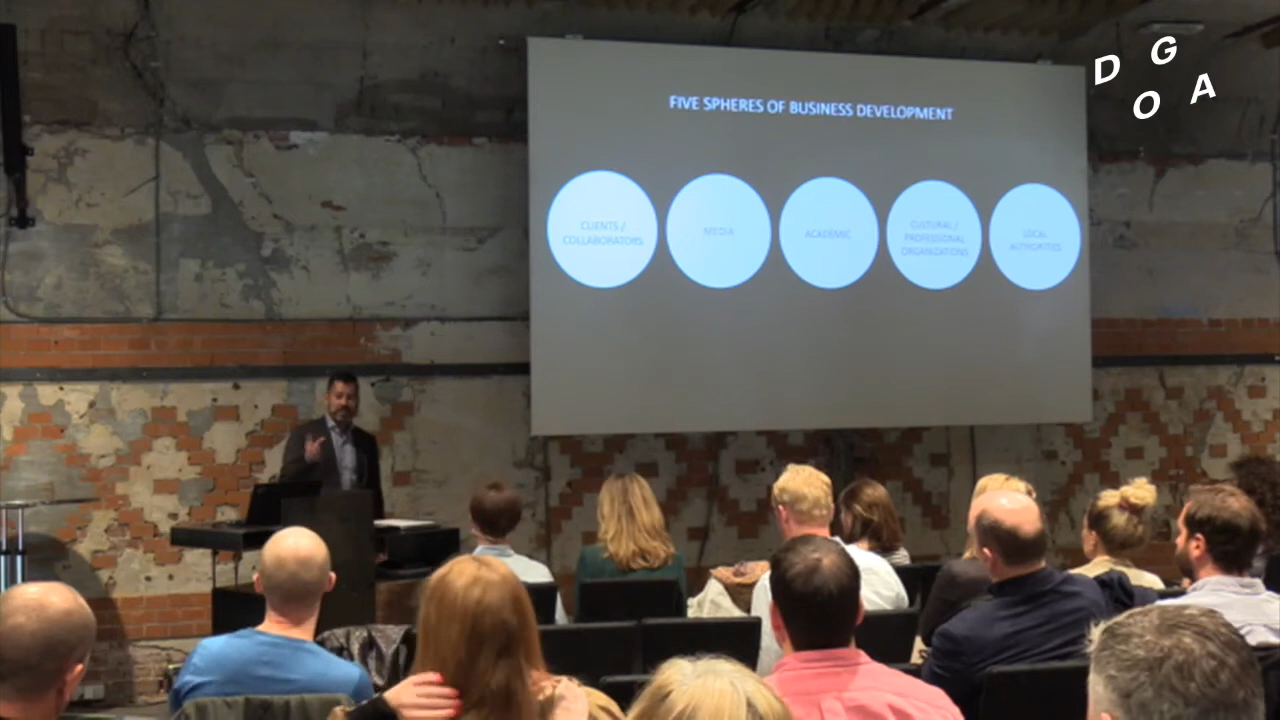 FIVE SPHERES OF BUSINESS DEVELOPMENT
CLIENTS /
COLLABORATORS
MEDIA
ACADEMIC
CULTURAL /
PROFESSIONAL
ORGANIZATIONS
LOCAL
AUTHORITIES
D G
O A